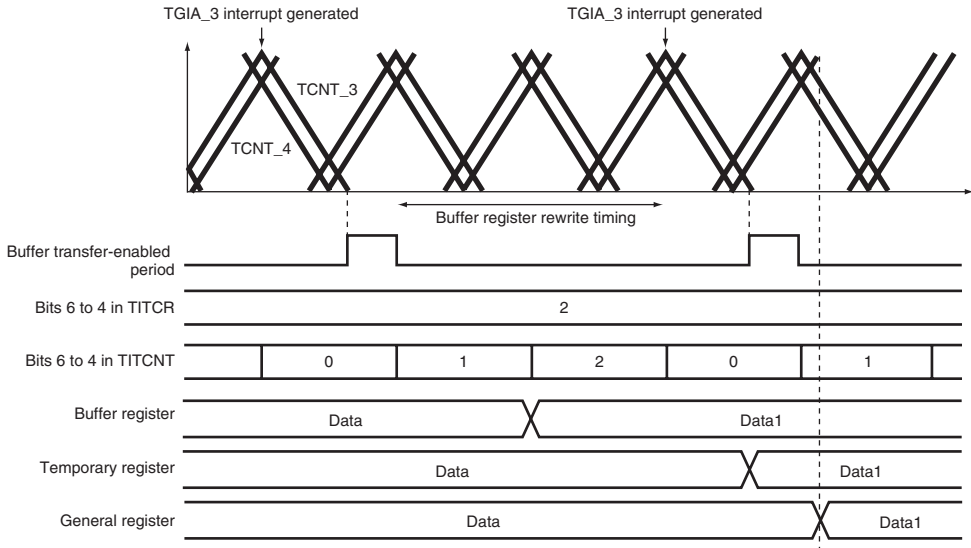 TGIA_3 interrupt generated
TGIA_3 interrupt generated
TCNT_3
TCNT_4
Buffer register rewrite timing
Buffer transfer-enabled
period
Bits 6 to 4 in TITCR
2
Bits 6 to 4 in TITCNT
0
1
2
0
1
Buffer register
Data
Data1
Temporary register
Data
Data1
General register
Data
Data1